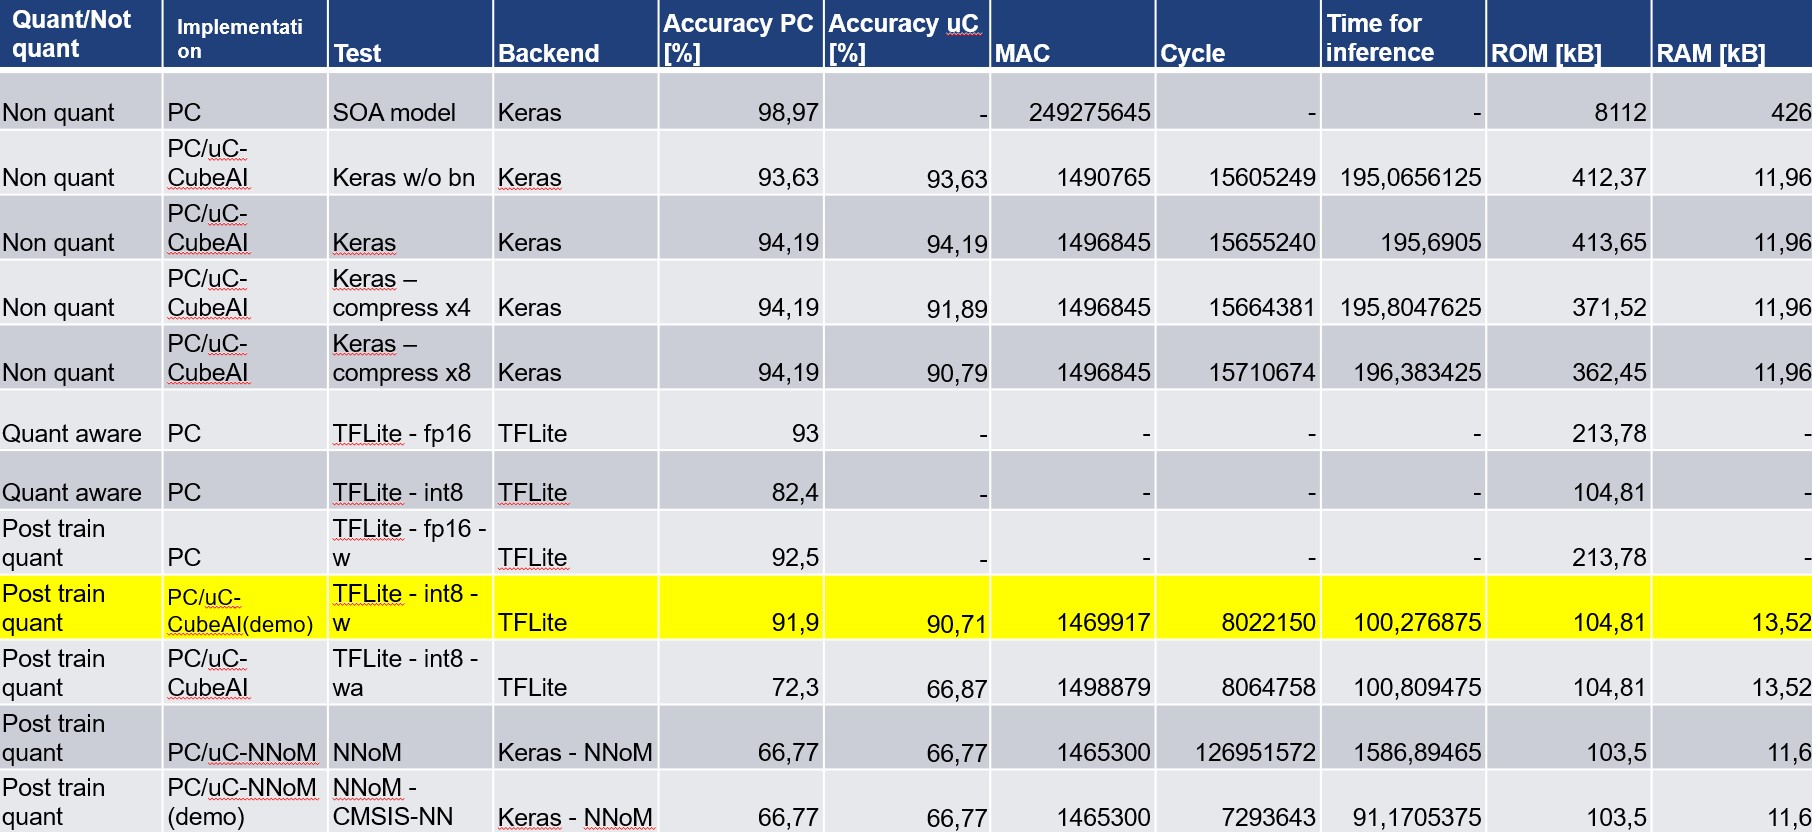 Quant/Not quant | Implementation | Test | Backend | Accuracy PC [%] | Accuracy uC [%] | MAC | Cycle | Time for inference | ROM [kB] | RAM [kB]
Non quant | PC | SOA model | Keras | 98,97 | - | 249275645 | - | - | 8112 | 426
Non quant | PC/uC-CubeAI | Keras w/o bn | Keras | 93,63 | 93,63 | 1490765 | 15605249 | 195,0656125 | 412,37 | 11,96
Non quant | PC/uC-CubeAI | Keras | Keras | 94,19 | 94,19 | 1496845 | 15655240 | 195,6905 | 413,65 | 11,96
Non quant | PC/uC-CubeAI | Keras – compress x4 | Keras | 94,19 | 91,89 | 1496845 | 15664381 | 195,8047625 | 371,52 | 11,96
Non quant | PC/uC-CubeAI | Keras – compress x8 | Keras | 94,19 | 90,79 | 1496845 | 15710674 | 196,383425 | 362,45 | 11,96
Quant aware | PC | TFLite - fp16 | TFLite | 93 | - | - | - | - | 213,78 | -
Quant aware | PC | TFLite - int8 | TFLite | 82,4 | - | - | - | - | 104,81 | -
Post train quant | PC | TFLite - fp16 - w | TFLite | 92,5 | - | - | - | - | 213,78 | -
Post train quant | PC/uC-CubeAI(demo) | TFLite - int8 - w | TFLite | 91,9 | 90,71 | 1469917 | 8022150 | 100,276875 | 104,81 | 13,52
Post train quant | PC/uC-CubeAI | TFLite - int8 - wa | TFLite | 72,3 | 66,87 | 1498879 | 8064758 | 100,809475 | 104,81 | 13,52
Post train quant | PC/uC-NNoM | NNoM | Keras - NNoM | 66,77 | 66,77 | 1465300 | 126951572 | 1586,89465 | 103,5 | 11,6
Post train quant | PC/uC-NNoM (demo) | NNoM - CMSIS-NN | Keras - NNoM | 66,77 | 66,77 | 1465300 | 7293643 | 91,1705375 | 103,5 | 11,6